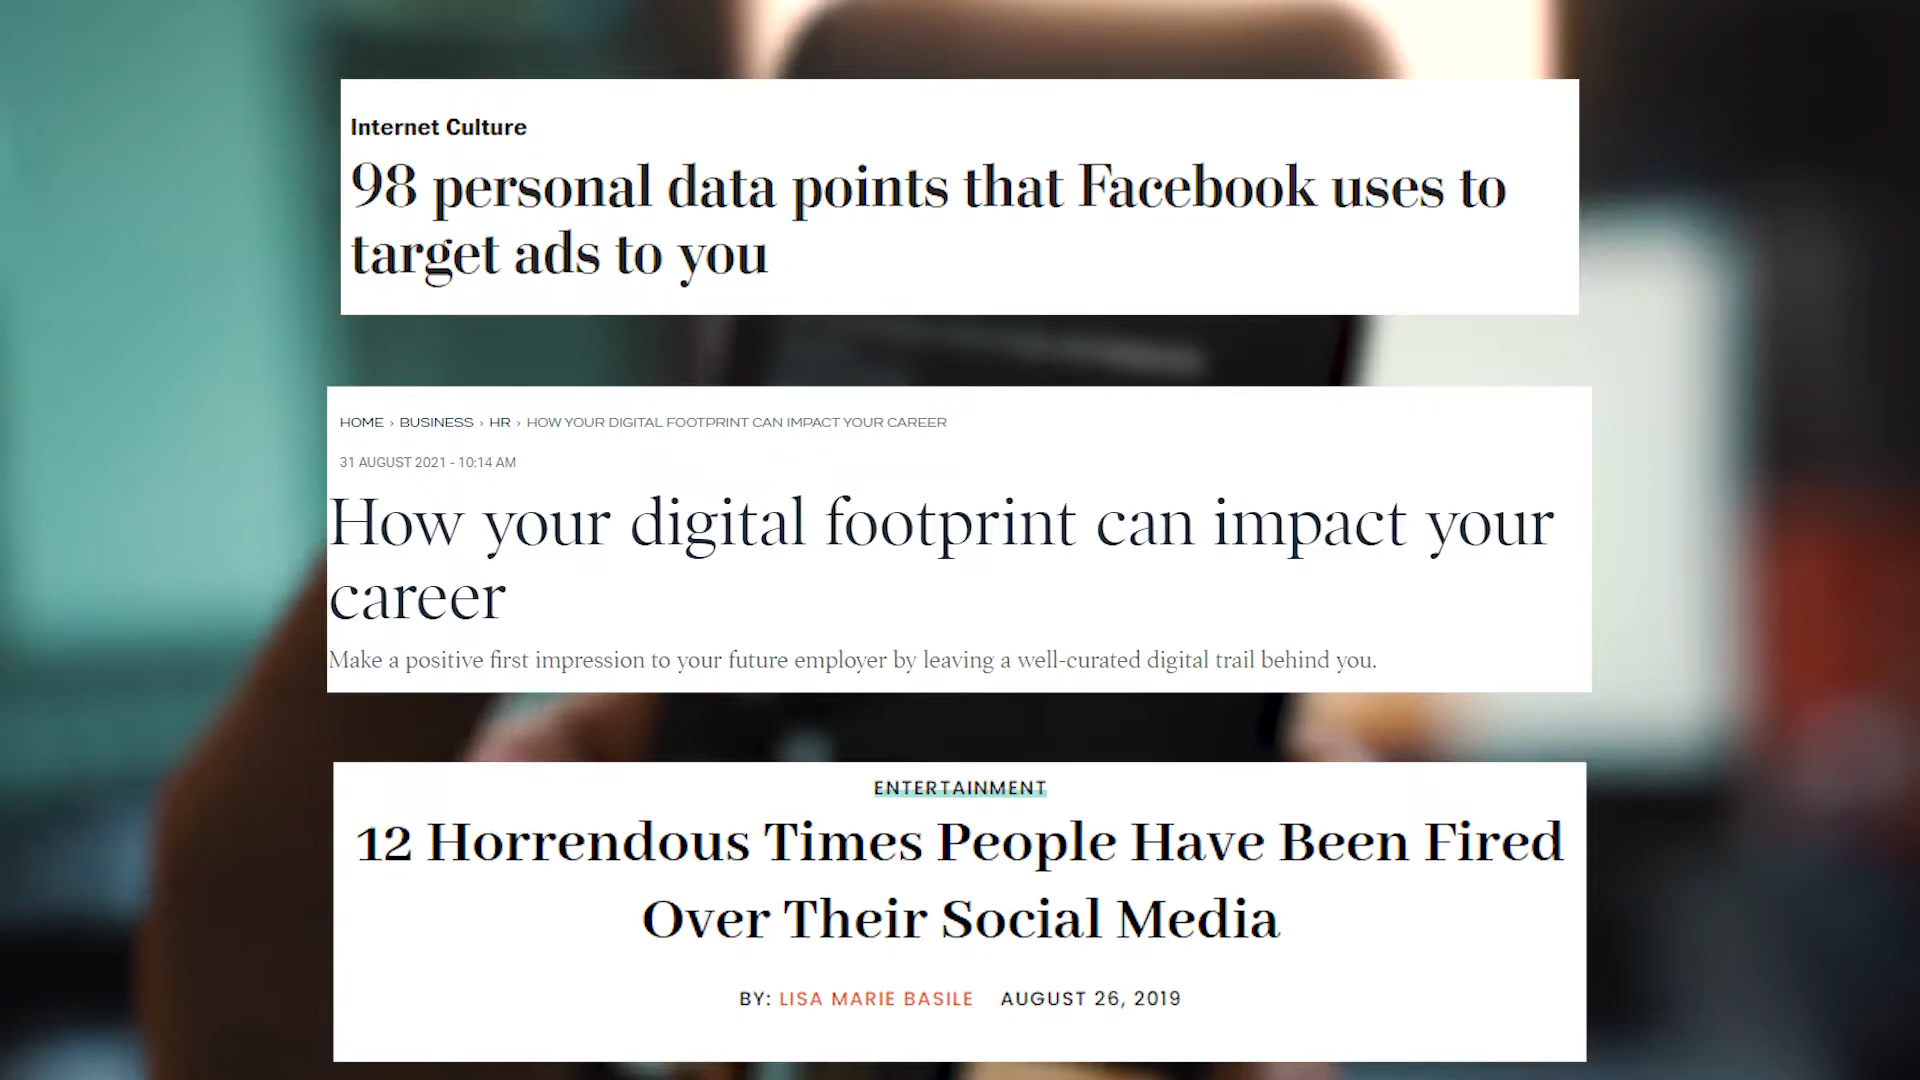 Internet Culture
98 personal data points that Facebook uses to
target ads to you
HOME › BUSINESS › HR › HOW YOUR DIGITAL FOOTPRINT CAN IMPACT YOUR CAREER
31 AUGUST 2021 - 10:14 AM
How your digital footprint can impact your
career
Make a positive first impression to your future employer by leaving a well-curated digital trail behind you.
ENTERTAINMENT
12 Horrendous Times People Have Been Fired
Over Their Social Media
BY: LISA MARIE BASILE AUGUST 26, 2019